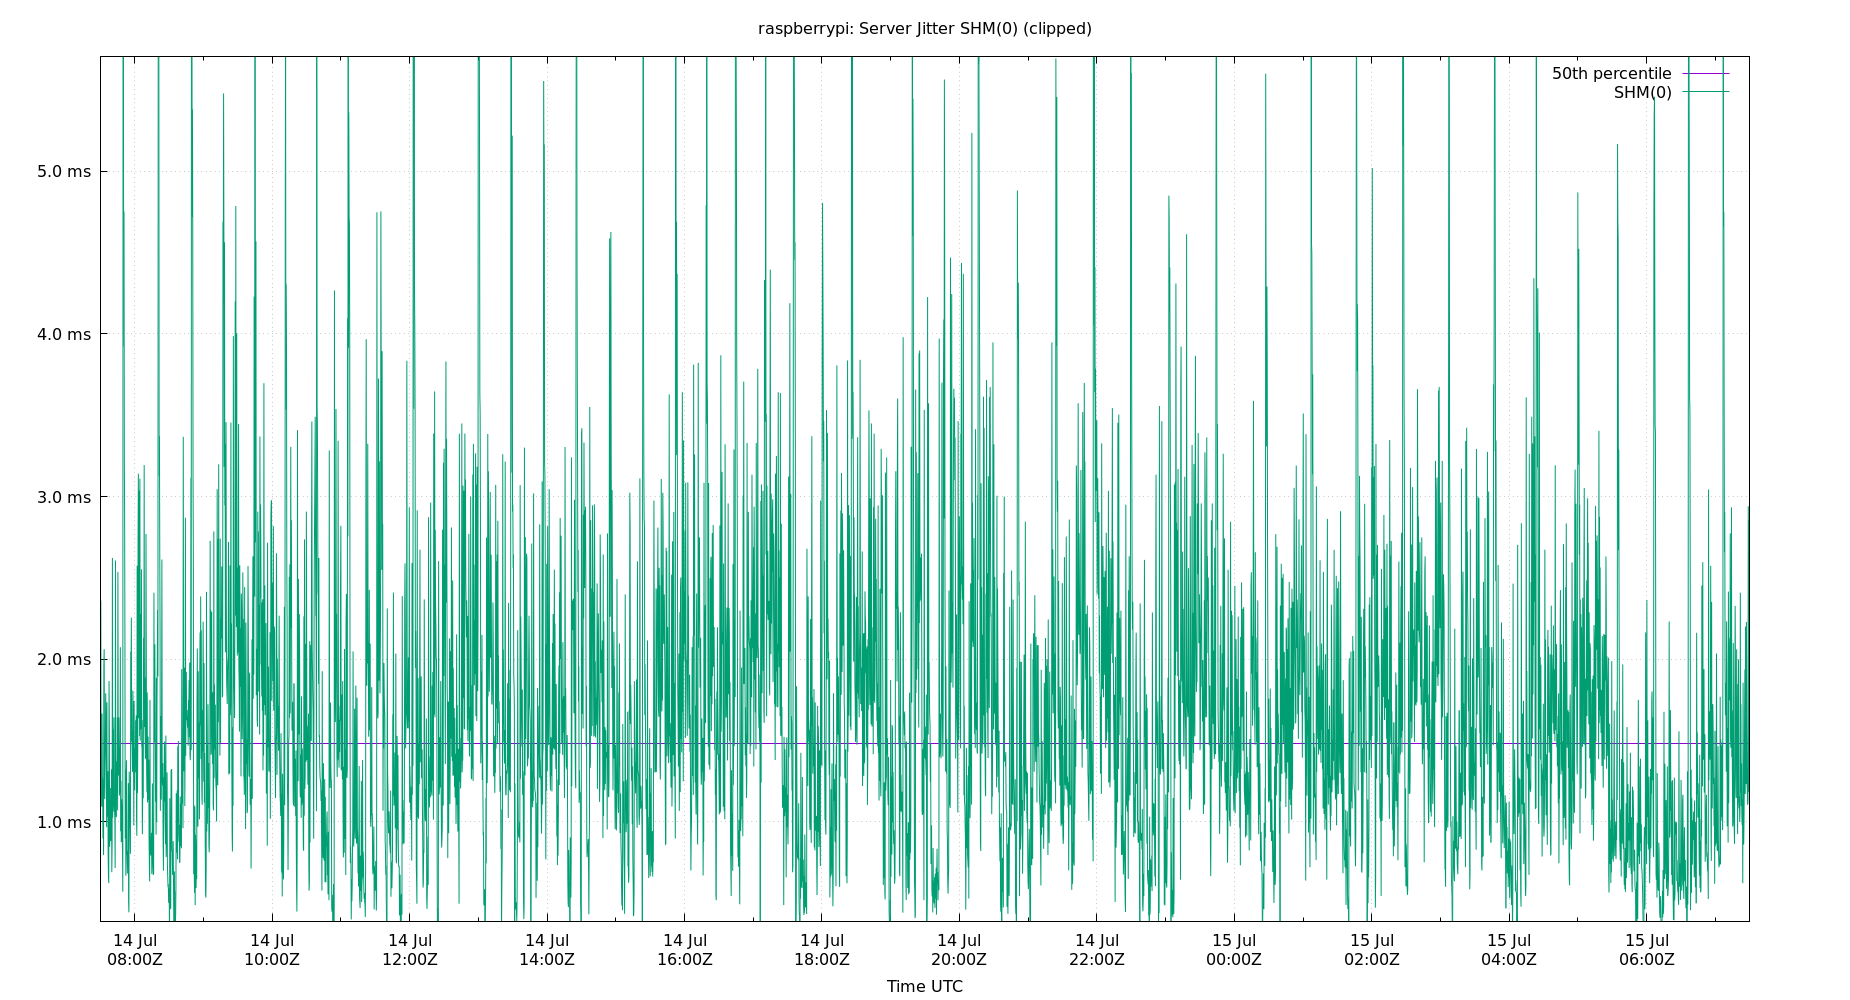 raspberrypi: Server Jitter SHM(0) (clipped)
50th percentile
SHM(0)
5.0 ms
4.0 ms
3.0 ms
2.0 ms
1.0 ms
14 Jul 14 Jul 14 Jul 14 Jul 14 Jul 14 Jul 14 Jul 14 Jul 15 Jul 15 Jul 15 Jul 15 Jul
08:00Z 10:00Z 12:00Z 14:00Z 16:00Z 18:00Z 20:00Z 22:00Z 00:00Z 02:00Z 04:00Z 06:00Z
Time UTC